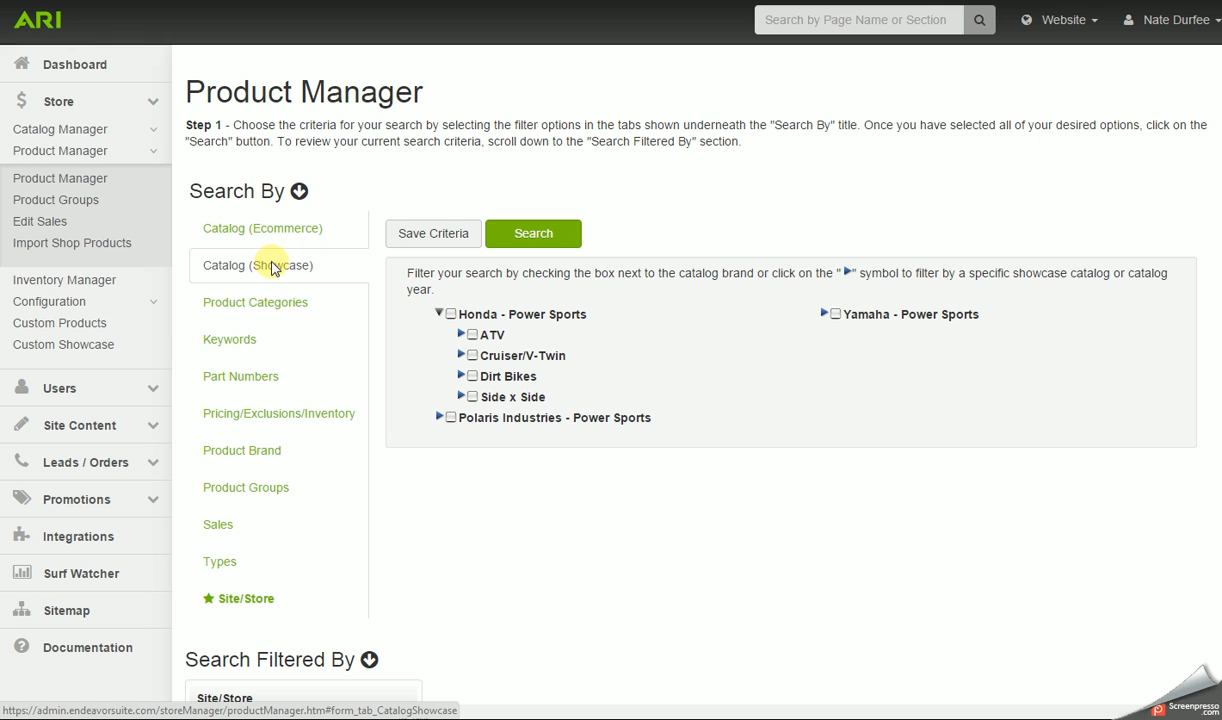 ARI
Search by Page Name or Section
Website
Nate Durfee
Dashboard
Store
Catalog Manager
Product Manager
Product Manager
Product Groups
Edit Sales
Import Shop Products
Inventory Manager
Configuration
Custom Products
Custom Showcase
Users
Site Content
Leads / Orders
Promotions
Integrations
Surf Watcher
Sitemap
Documentation
Product Manager
Step 1 - Choose the criteria for your search by selecting the filter options in the tabs shown underneath the "Search By" title. Once you have selected all of your desired options, click on the
"Search" button. To review your current search criteria, scroll down to the "Search Filtered By" section.
Search By
Catalog (Ecommerce)
Catalog (Showcase)
Product Categories
Keywords
Part Numbers
Pricing/Exclusions/Inventory
Product Brand
Product Groups
Sales
Types
Site/Store
Save Criteria
Search
Filter your search by checking the box next to the catalog brand or click on the " " symbol to filter by a specific showcase catalog or catalog
year.
Honda - Power Sports
ATV
Cruiser/V-Twin
Dirt Bikes
Side x Side
Polaris Industries - Power Sports
Yamaha - Power Sports
Search Filtered By
Site/Store
https://admin.endeavorsuite.com/storeManager/productManager.htm#form_tab_CatalogShowcase
Screenpresso
.com